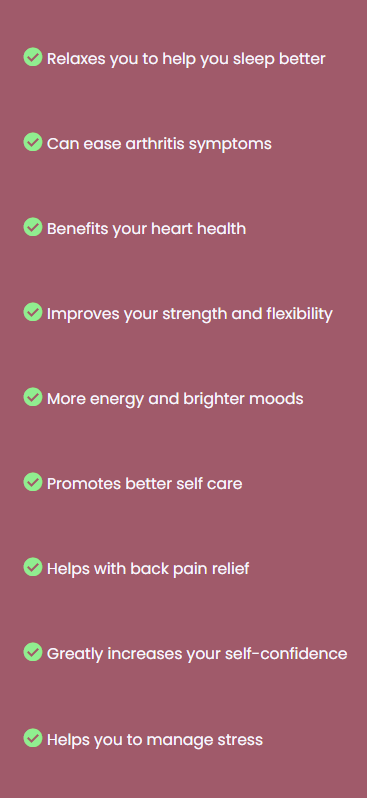 Relaxes you to help you sleep better
Can ease arthritis symptoms
Benefits your heart health
Improves your strength and flexibility
More energy and brighter moods
Promotes better self care
Helps with back pain relief
Greatly increases your self-confidence
Helps you to manage stress